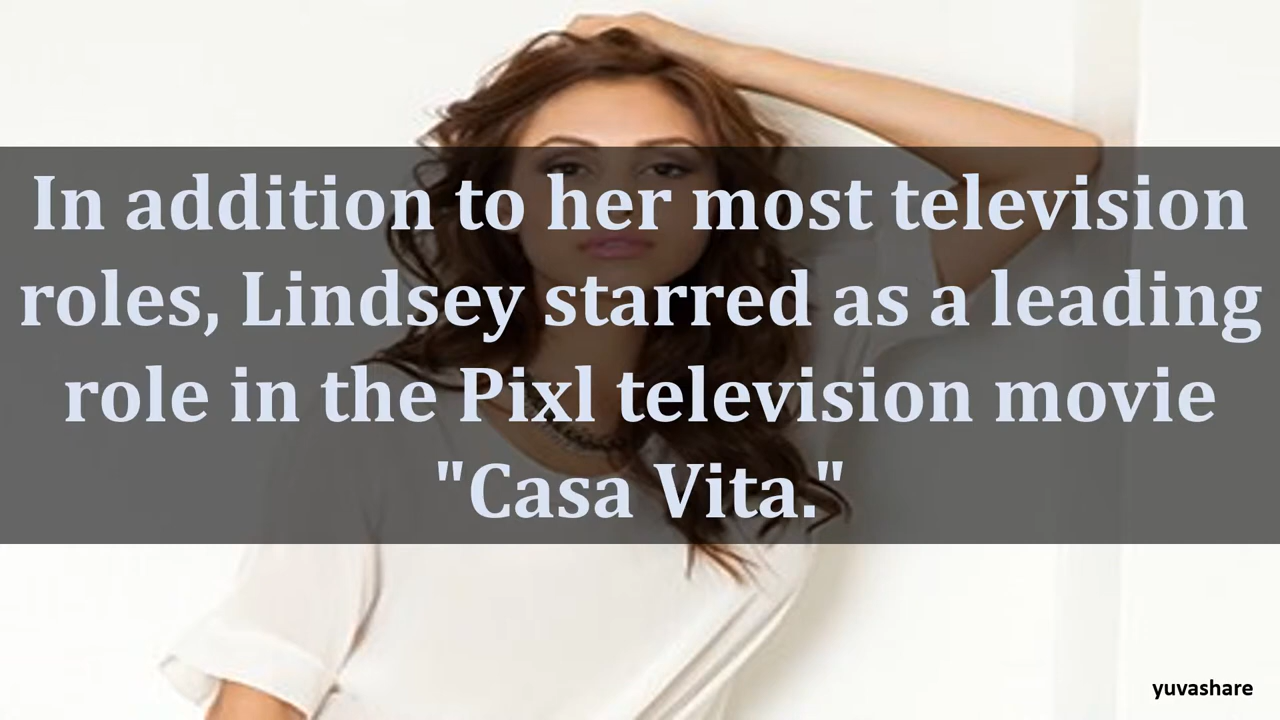 In addition to her most television
roles, Lindsey starred as a leading
role in the Pixl television movie
"Casa Vita."
yuvashare